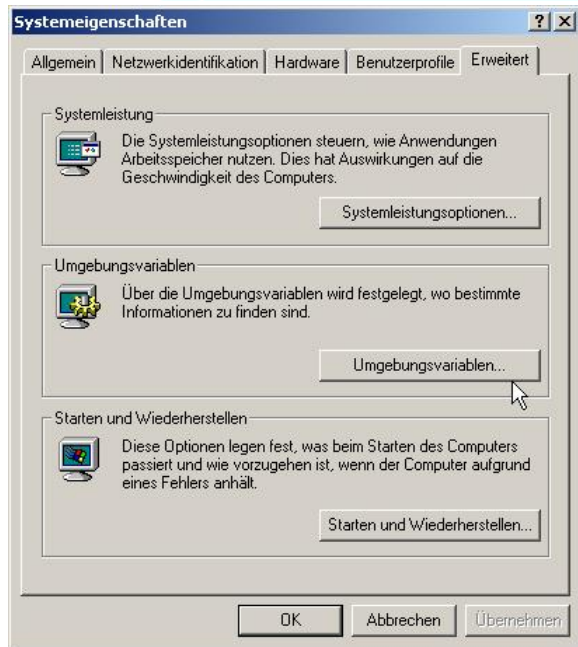 Systemeigenschaften
Allgemein Netzwerkidentifikation Hardware Benutzerprofile Erweitert
Systemleistung
Die Systemleistungsoptionen steuern, wie Anwendungen
Arbeitsspeicher nutzen. Dies hat Auswirkungen auf die
Geschwindigkeit des Computers.
Systemleistungsoptionen...
Umgebungsvariablen
Über die Umgebungsvariablen wird festgelegt, wo bestimmte
Informationen zu finden sind.
Umgebungsvariablen...
Starten und Wiederherstellen
Diese Optionen legen fest, was beim Starten des Computers
passiert und wie vorzugehen ist, wenn der Computer aufgrund
eines Fehlers anhält.
Starten und Wiederherstellen...
OK Abbrechen Übernehmen